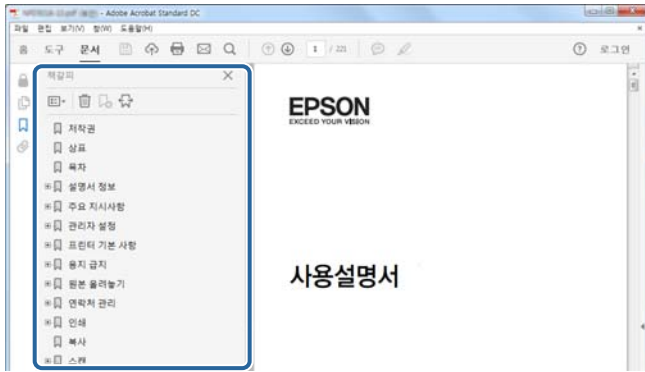 - Adobe Acrobat Standard DC
파일 편집 보기(V) 창(W) 도움말(H)
홈 도구 문서 1 / 221 로그인
책갈피
저작권
상표
목차
설명서 정보
주요 지시사항
관리자 설정
프린터 기본 사항
용지 급지
원본 올려놓기
연락처 관리
인쇄
복사
스캔
EPSON
EXCEED YOUR VISION
사용설명서